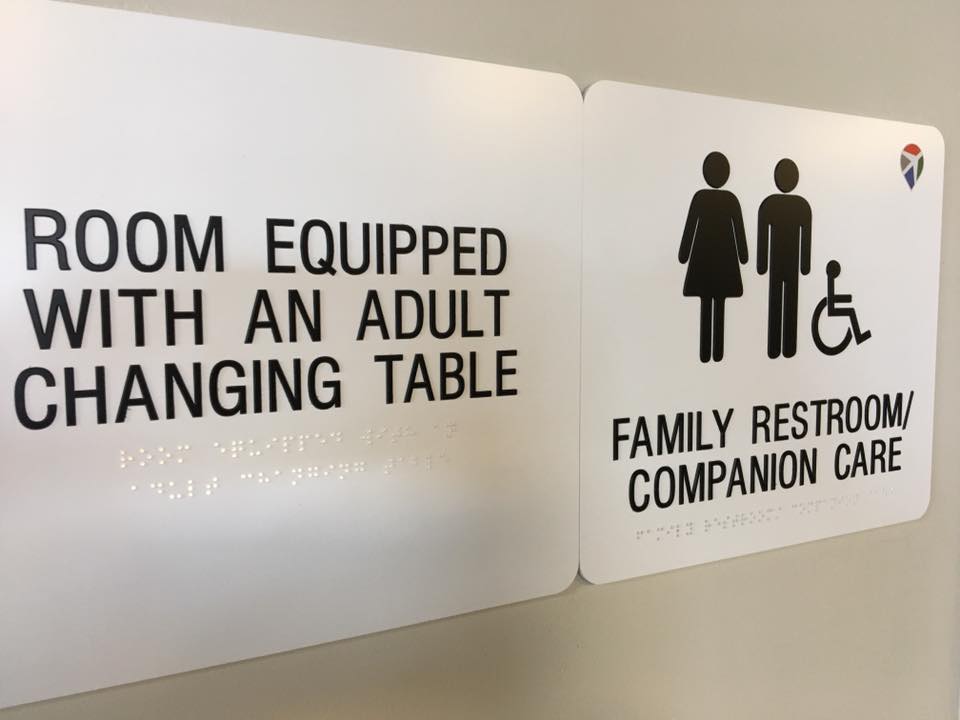 ROOM EQUIPPED
WITH AN ADULT
CHANGING TABLE
FAMILY RESTROOM/
COMPANION CARE